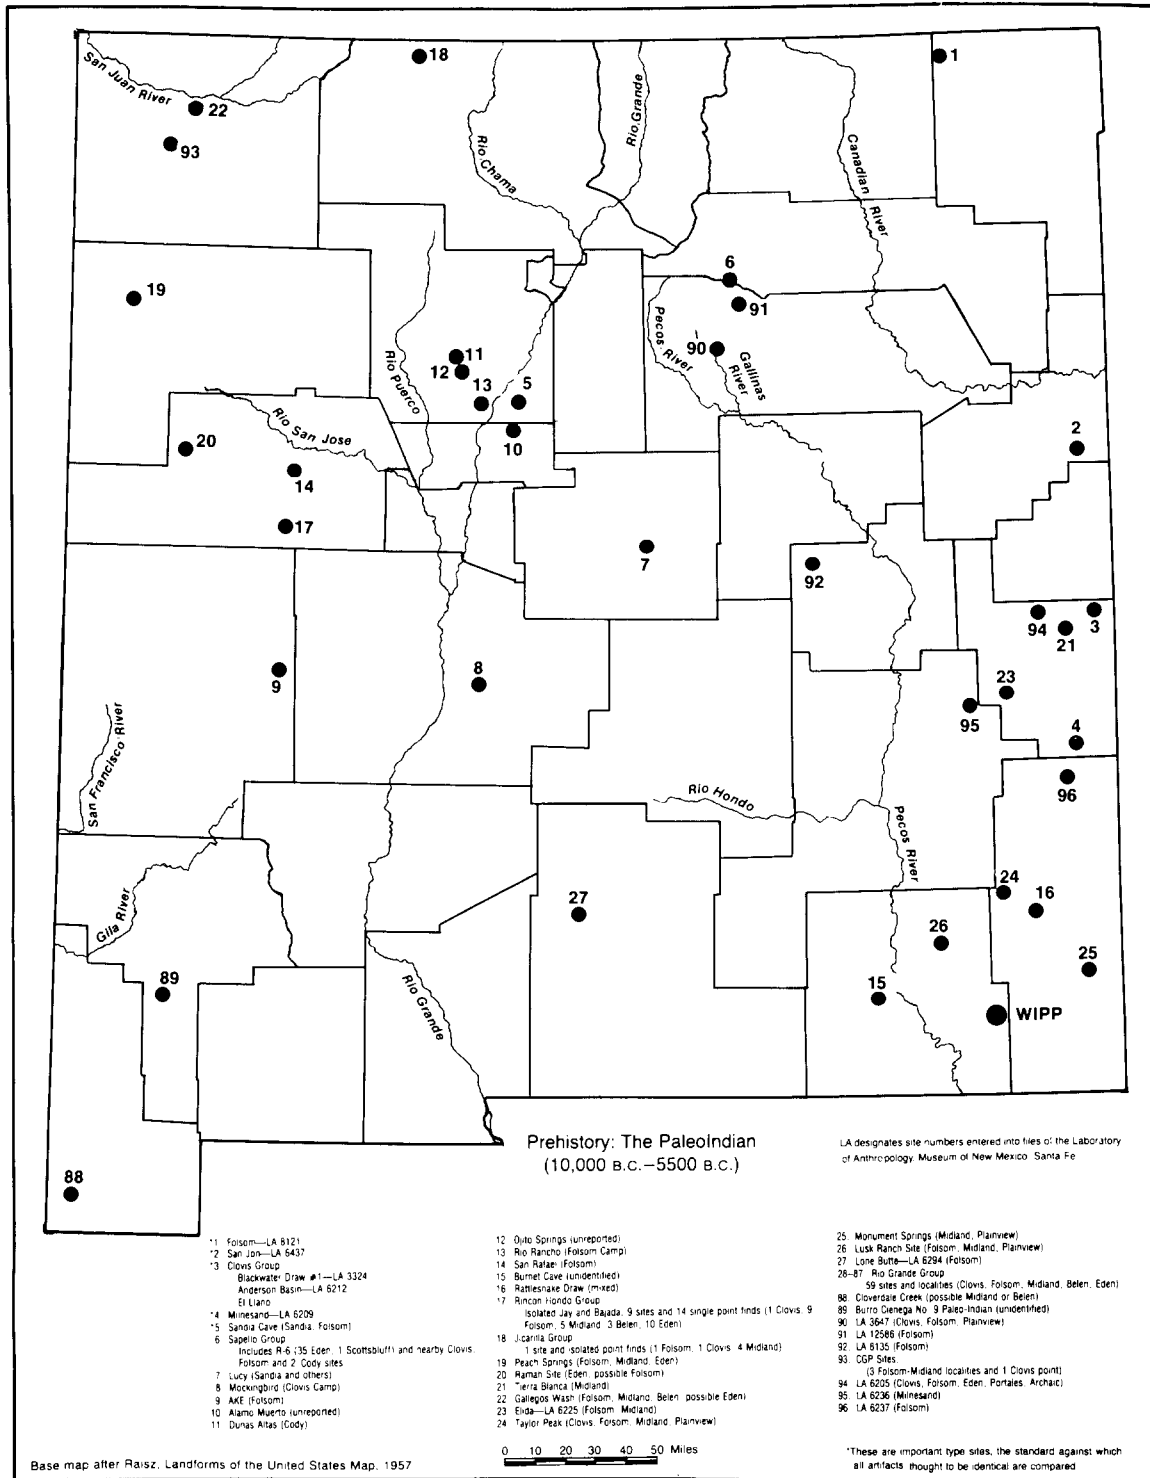 18
1
San Juan River
22
93
Rio Chama
Rio Grande
Canadian River
19
6
91
90
Pecos River
Gallinas River
11
12
13
5
10
Rio Puerco
Rio San Jose
20
14
17
2
7
92
94
21
3
9
8
23
95
4
96
San Francisco River
Rio Hondo
Pecos River
Gila River
27
24
16
26
25
89
15
WIPP
Rio Grande
88
Prehistory: The PaleoIndian
(10,000 B.C.–5500 B.C.)
LA designates site numbers entered into files of the Laboratory
of Anthropology, Museum of New Mexico Santa Fe
*1 Folsom—LA 8121
*2 San Jon—LA 6437
*3 Clovis Group
Blackwater Draw #1—LA 3324
Anderson Basin—LA 6212
El Llano
*4 Milnesand—LA 6209
*5 Sandia Cave (Sandia, Folsom)
6 Sapello Group
Includes R-6 (35 Eden, 1 Scottsbluff) and nearby Clovis,
Folsom and 2 Cody sites
7 Lucy (Sandia and others)
8 Mockingbird (Clovis Camp)
9 AKE (Folsom)
10 Alamo Muerto (unreported)
11 Dunas Altas (Cody)
12 Ojito Springs (unreported)
13 Rio Rancho (Folsom Camp)
14 San Rafael (Folsom)
15 Burnet Cave (unidentified)
16 Rattlesnake Draw (mixed)
17 Rincon Hondo Group
Isolated Jay and Bajada, 9 sites and 14 single point finds (1 Clovis, 9
Folsom, 5 Midland, 3 Belen, 10 Eden)
18 Jicarilla Group
1 site and isolated point finds (1 Folsom, 1 Clovis, 4 Midland)
19 Peach Springs (Folsom, Midland, Eden)
20 Raman Site (Eden, possible Folsom)
21 Tierra Blanca (Midland)
22 Gallegos Wash (Folsom, Midland, Belen, possible Eden)
23 Elida—LA 6225 (Folsom, Midland)
24 Taylor Peak (Clovis, Folsom, Midland, Plainview)
25. Monument Springs (Midland, Plainview)
26 Lusk Ranch Site (Folsom, Midland, Plainview)
27 Lone Butte—LA 6294 (Folsom)
28–87 Rio Grande Group
59 sites and localities (Clovis, Folsom, Midland, Belen, Eden)
88. Cloverdale Creek (possible Midland or Belen)
89 Burro Cienega No. 9 Paleo-Indian (unidentified)
90 LA 3647 (Clovis, Folsom, Plainview)
91 LA 12586 (Folsom)
92. LA 6135 (Folsom)
93. CGP Sites.
(3 Folsom-Midland localities and 1 Clovis point)
94 LA 6205 (Clovis, Folsom, Eden, Portales, Archaic)
95. LA 6236 (Milnesand)
96 LA 6237 (Folsom)
0 10 20 30 40 50 Miles
Base map after Raisz, Landforms of the United States Map, 1957
*These are important type sites, the standard against which
all artifacts thought to be identical are compared